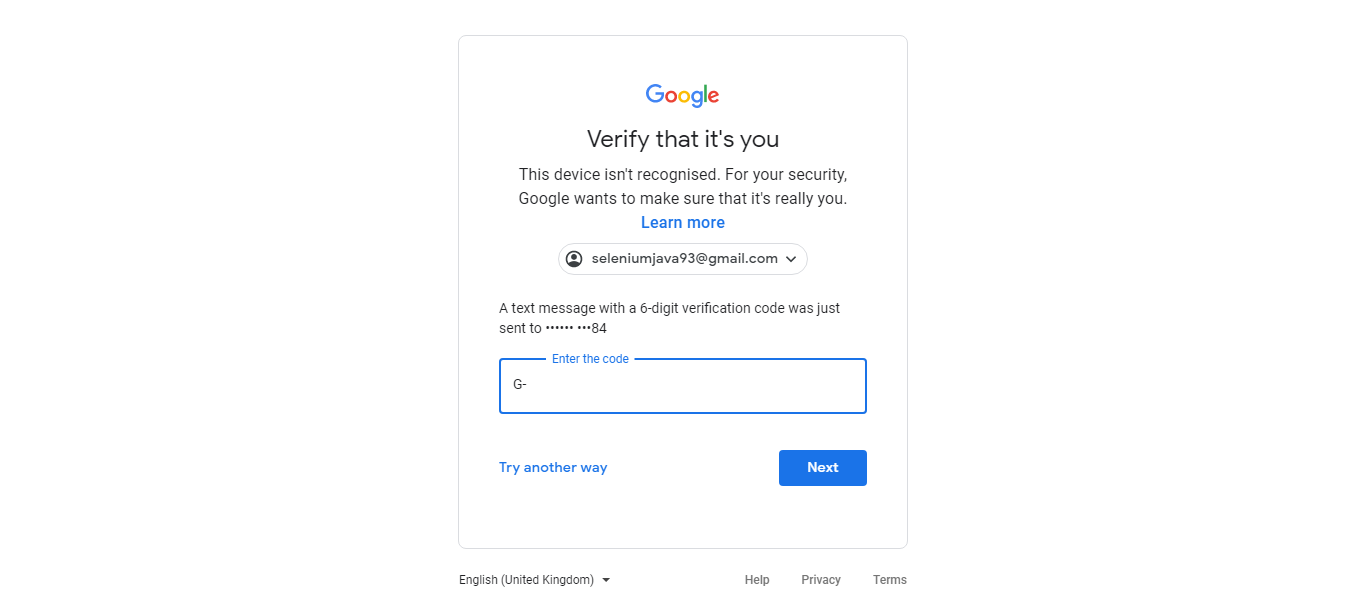 Google
Verify that it's you
This device isn't recognised. For your security,
Google wants to make sure that it's really you.
Learn more
seleniumjava93@gmail.com
A text message with a 6-digit verification code was just
sent to •••••• •••84
Enter the code
G-
Try another way
Next
English (United Kingdom)
Help
Privacy
Terms